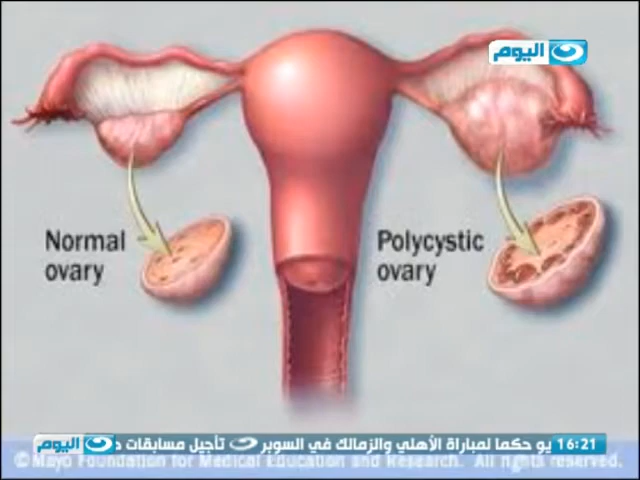 اليوم
Normal
ovary
Polycystic
ovary
16:21 يو حكما لمباراة الأهلي والزمالك في السوبر تأجيل مسابقات اليوم
©Mayo Foundation for Medical Education and Research. All rights reserved.